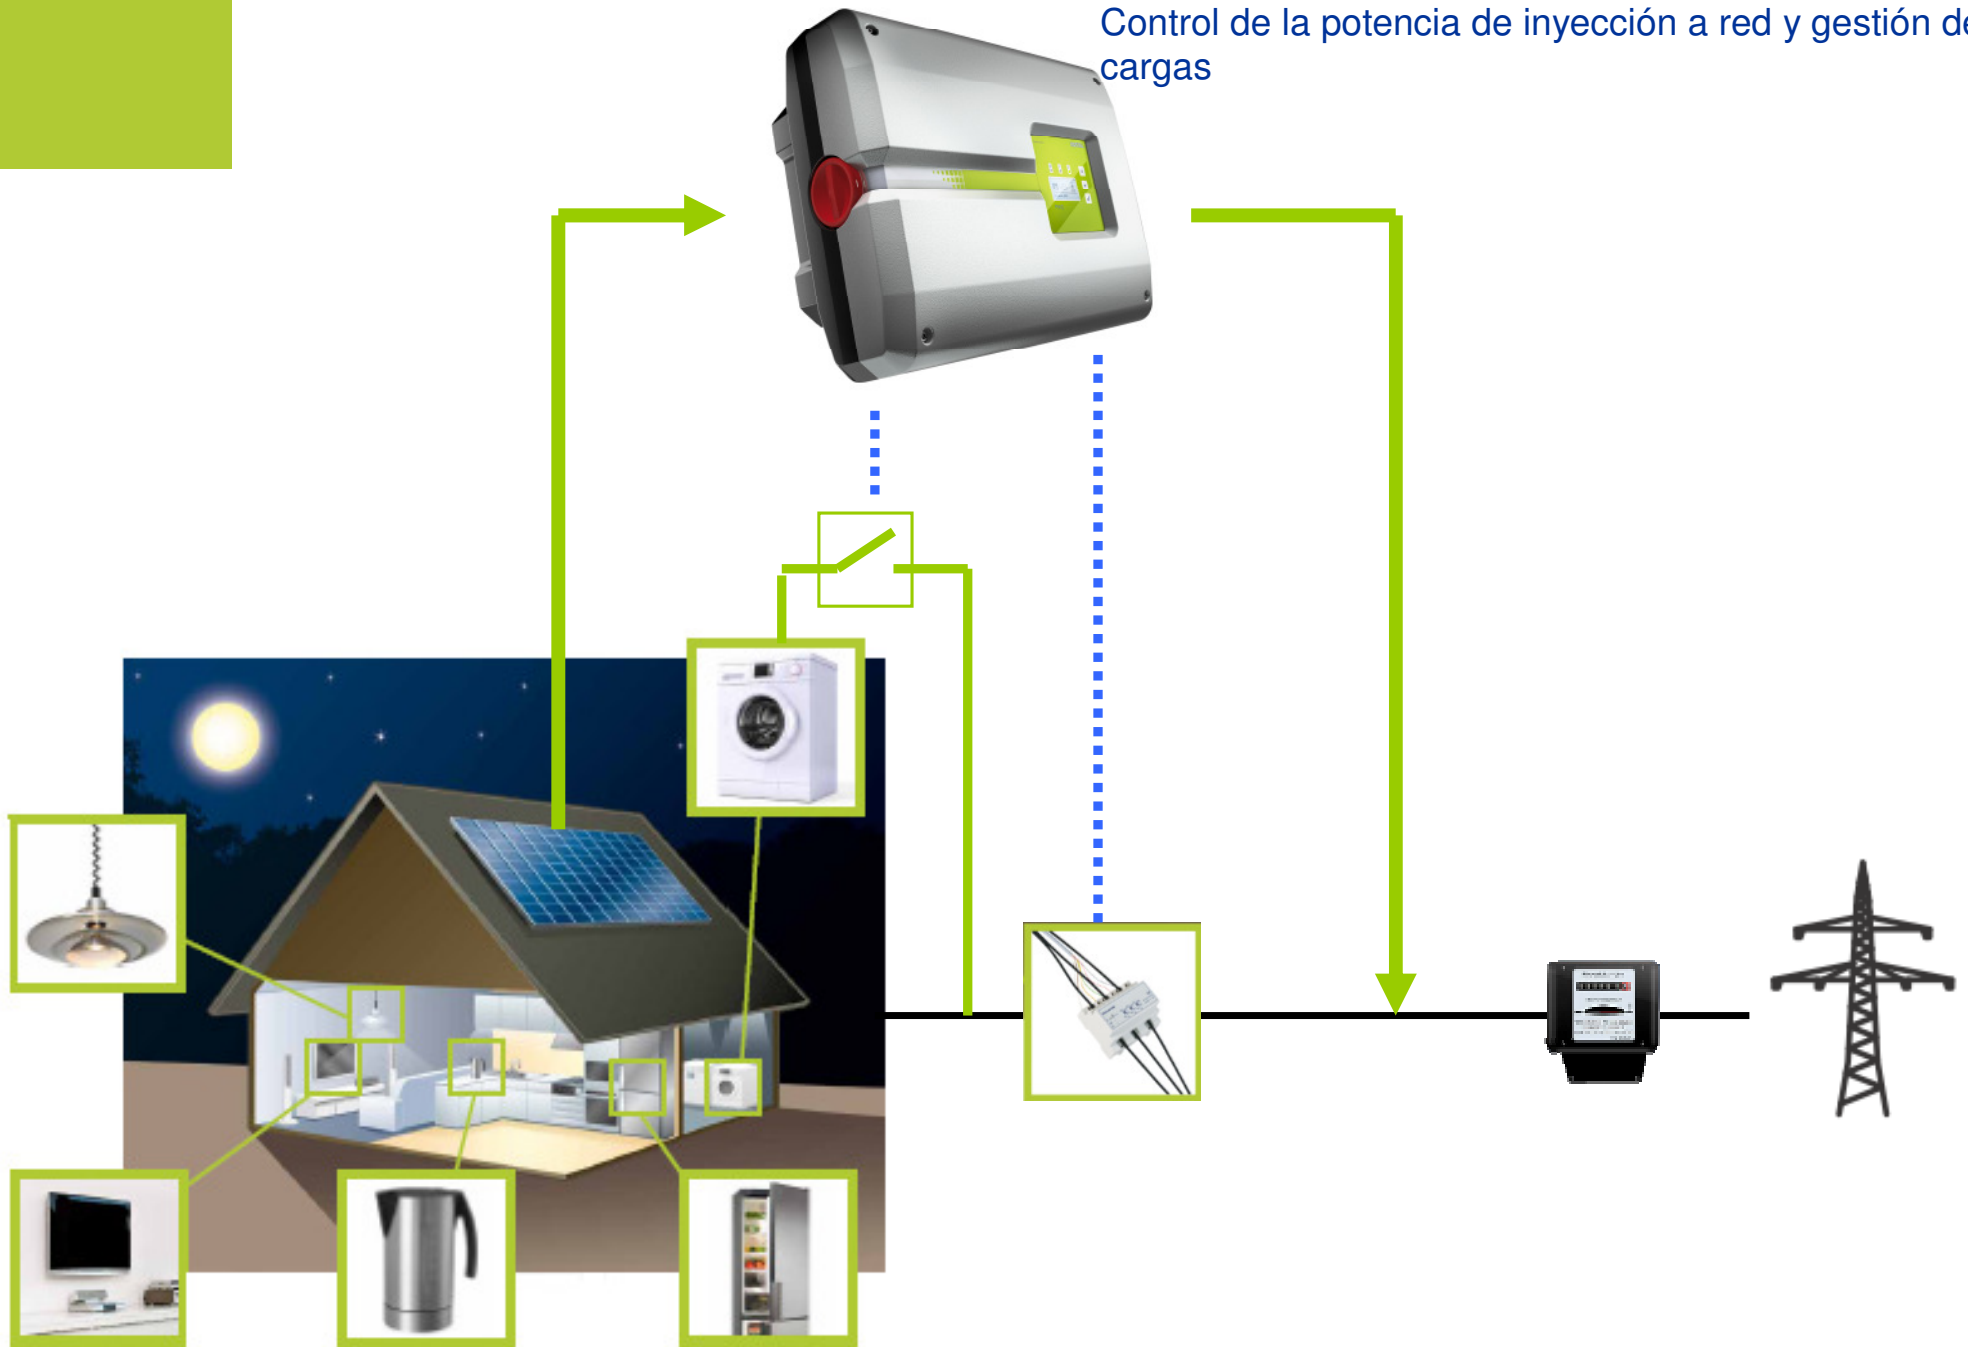 Control de la potencia de inyección a red y gestión de
cargas